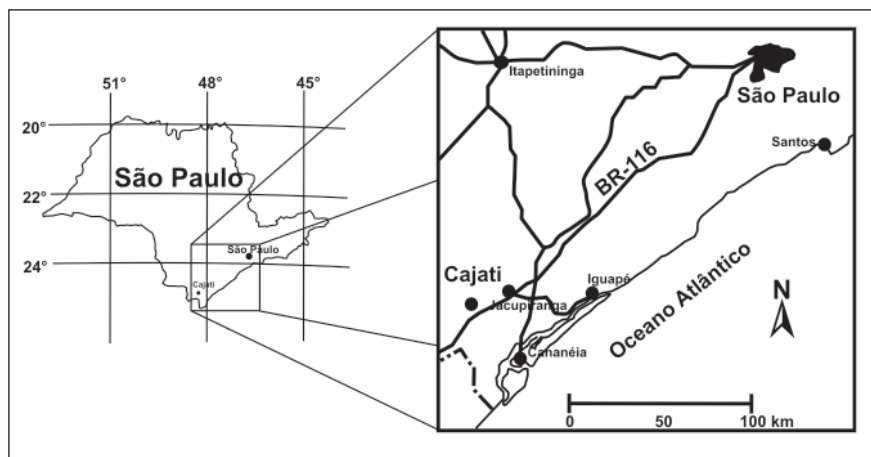 51°
48°
45°
20°
22°
24°
São Paulo
São Paulo
Cajati
Itapetininga
São Paulo
Santos
BR-116
Cajati
Iguapé
Jacupiranga
Cananéia
Oceano Atlântico
N
0
50
100 km